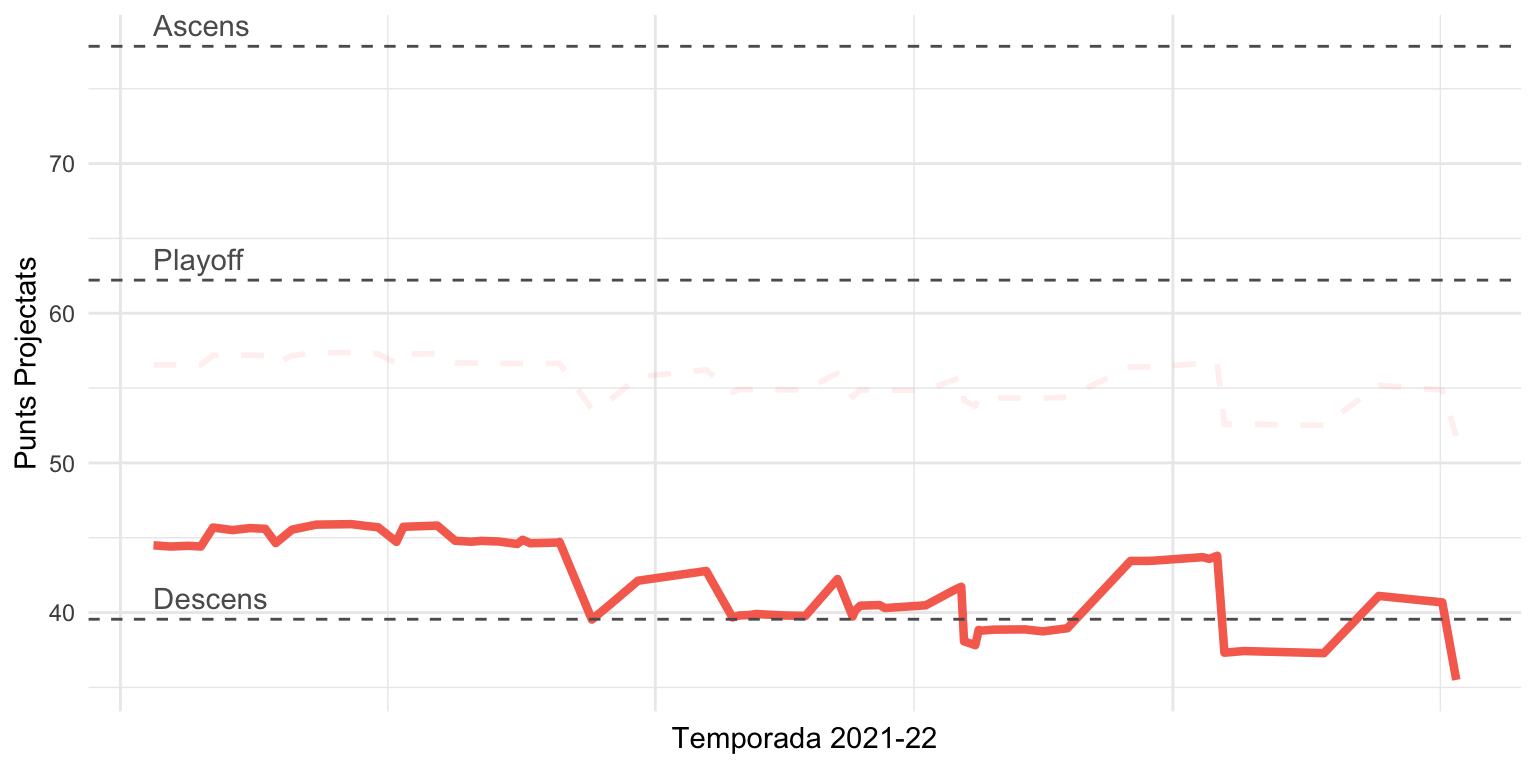 Ascens
70
Playoff
60
Punts Projectats
50
Descens
40
Temporada 2021-22